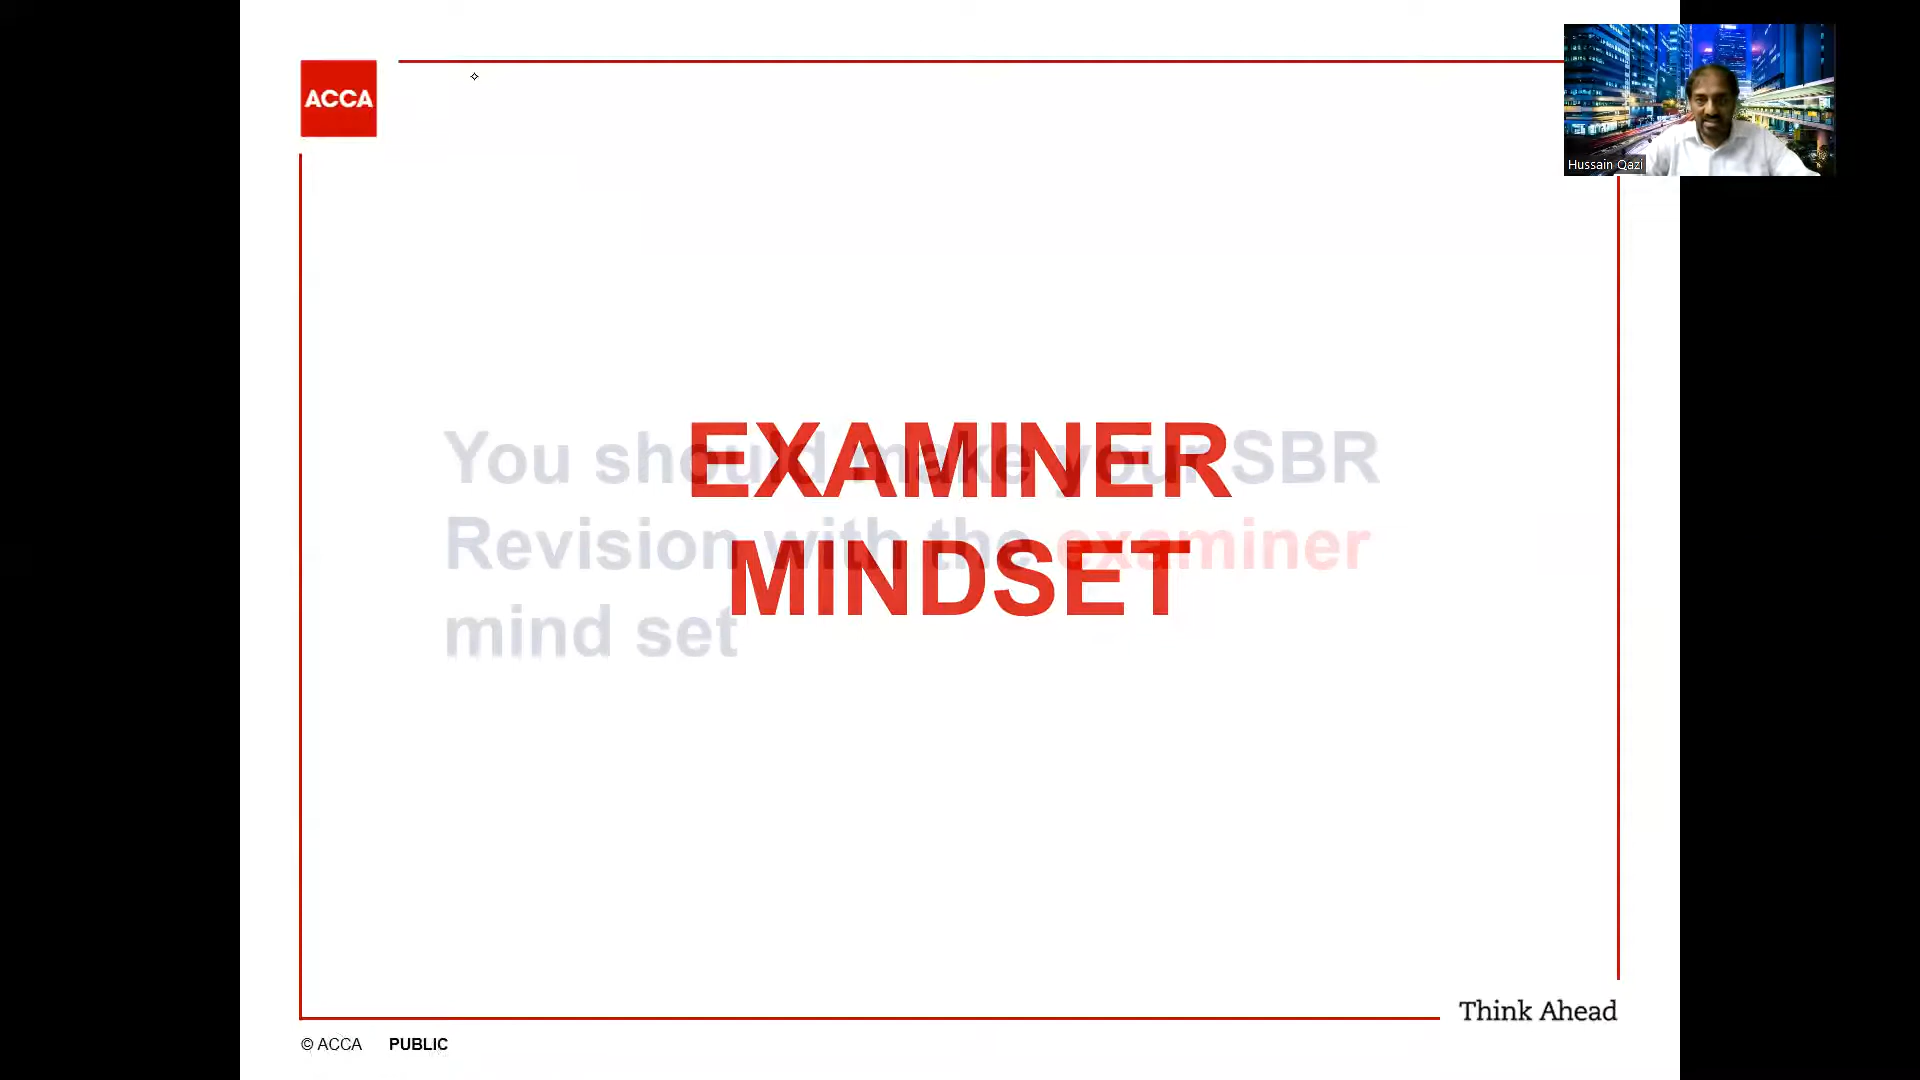 ACCA
Hussain Qazi
EXAMINER
MINDSET
You should make your SBR
Revision with the examiner
mind set
Think Ahead
© ACCA PUBLIC